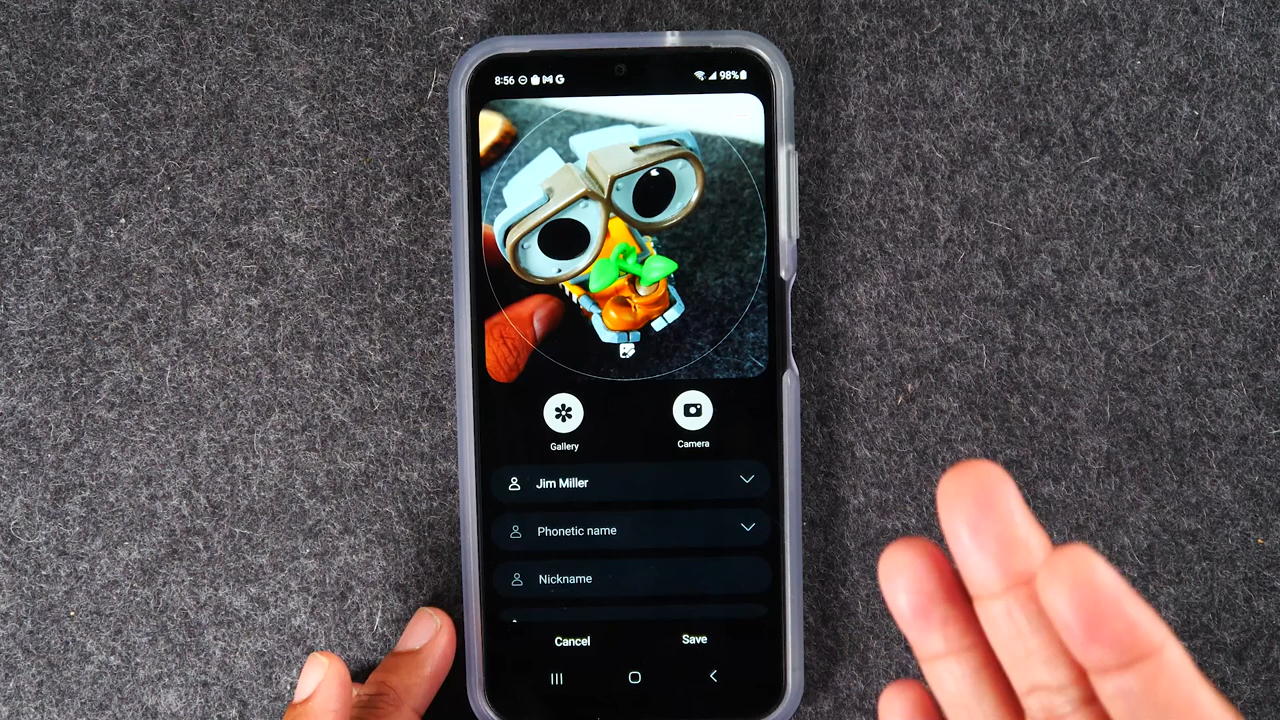 8:56 98%
Gallery Camera
Jim Miller
Phonetic name
Nickname
Cancel Save